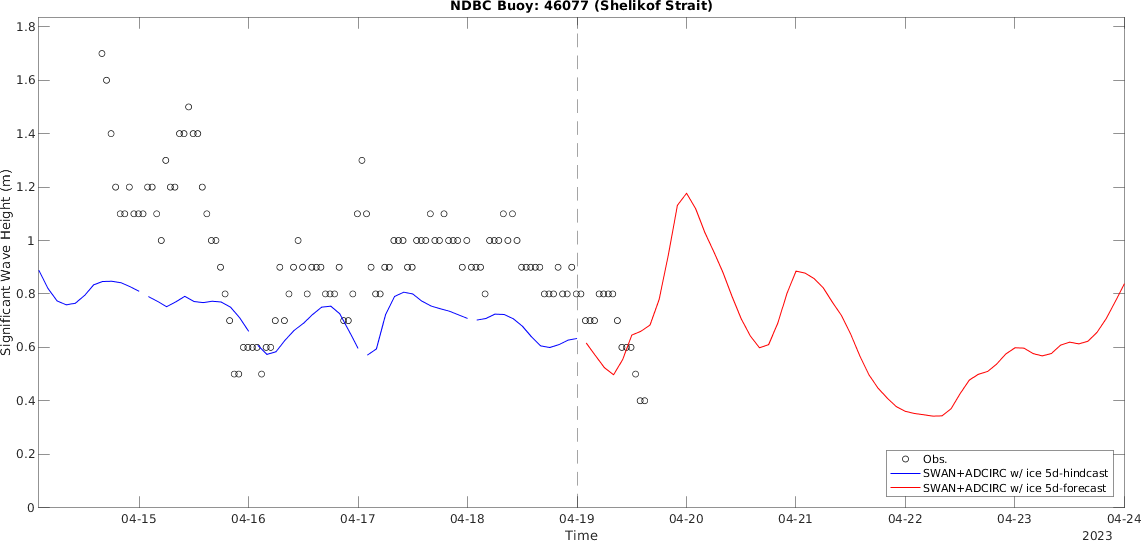 NDBC Buoy: 46077 (Shelikof Strait)
1.8
1.6
1.4
1.2
1
0.8
0.6
0.4
0.2
0
Significant Wave Height (m)
Obs.
SWAN+ADCIRC w/ ice 5d-hindcast
SWAN+ADCIRC w/ ice 5d-forecast
04-15 04-16 04-17 04-18 04-19 04-20 04-21 04-22 04-23 04-24
Time
2023